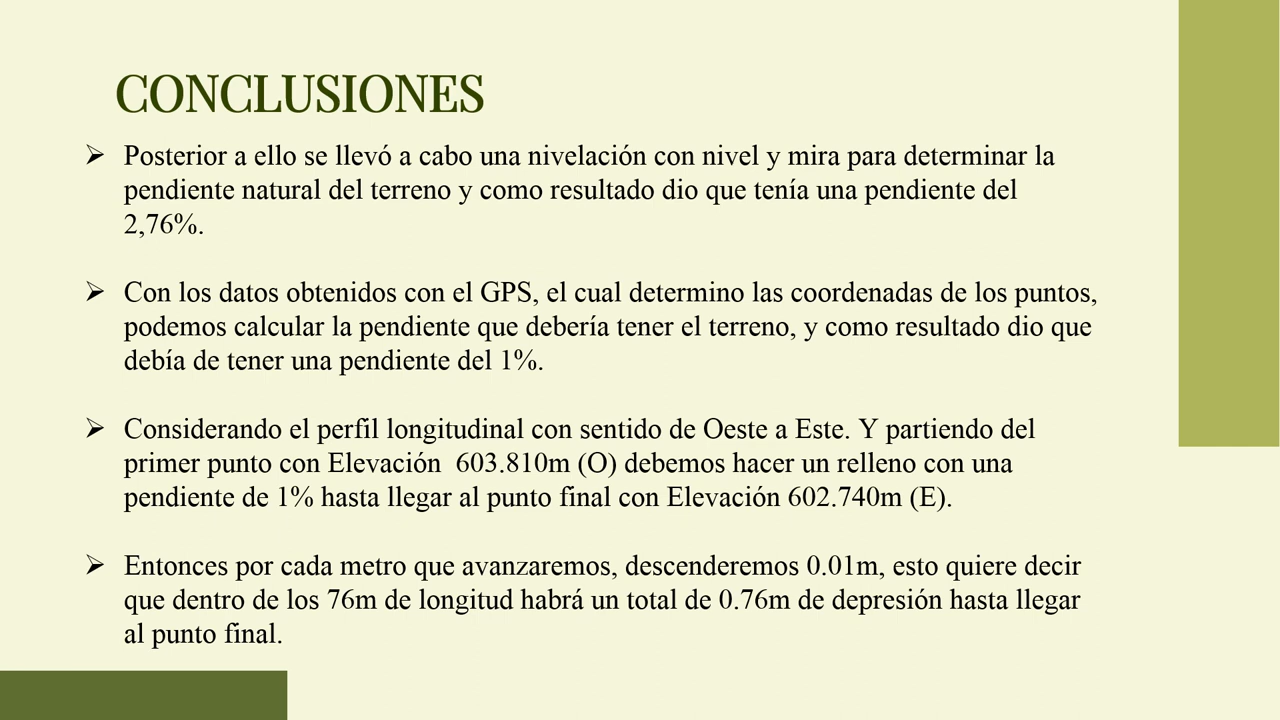 CONCLUSIONES
➢ Posterior a ello se llevó a cabo una nivelación con nivel y mira para determinar la
pendiente natural del terreno y como resultado dio que tenía una pendiente del
2,76%.
➢ Con los datos obtenidos con el GPS, el cual determino las coordenadas de los puntos,
podemos calcular la pendiente que debería tener el terreno, y como resultado dio que
debía de tener una pendiente del 1%.
➢ Considerando el perfil longitudinal con sentido de Oeste a Este. Y partiendo del
primer punto con Elevación 603.810m (O) debemos hacer un relleno con una
pendiente de 1% hasta llegar al punto final con Elevación 602.740m (E).
➢ Entonces por cada metro que avanzaremos, descenderemos 0.01m, esto quiere decir
que dentro de los 76m de longitud habrá un total de 0.76m de depresión hasta llegar
al punto final.